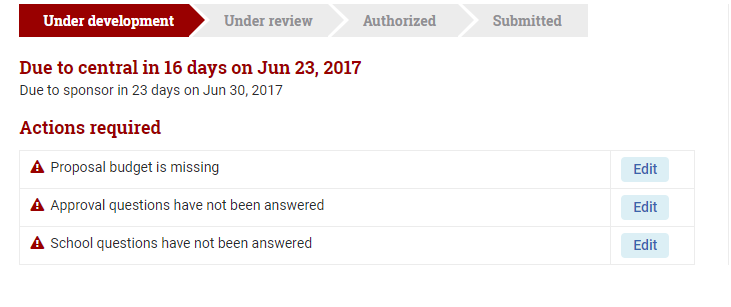 Under development Under review Authorized Submitted
Due to central in 16 days on Jun 23, 2017
Due to sponsor in 23 days on Jun 30, 2017
Actions required
Proposal budget is missing Edit
Approval questions have not been answered Edit
School questions have not been answered Edit